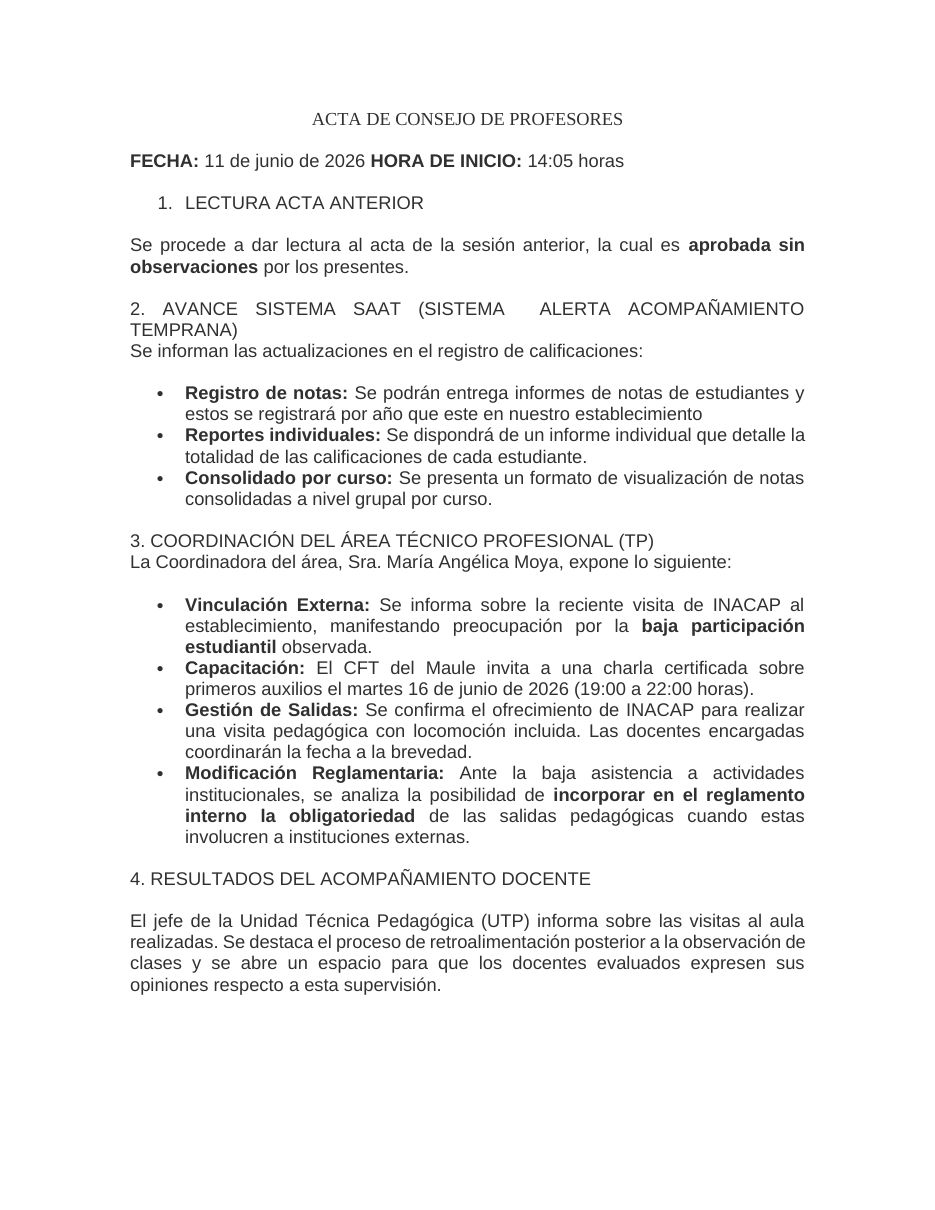 ACTA DE CONSEJO DE PROFESORES
FECHA: 11 de junio de 2026 HORA DE INICIO: 14:05 horas
1. LECTURA ACTA ANTERIOR
Se procede a dar lectura al acta de la sesión anterior, la cual es aprobada sin
observaciones por los presentes.
2. AVANCE SISTEMA SAAT (SISTEMA ALERTA ACOMPAÑAMIENTO
TEMPRANA)
Se informan las actualizaciones en el registro de calificaciones:
• Registro de notas: Se podrán entrega informes de notas de estudiantes y
estos se registrará por año que este en nuestro establecimiento
• Reportes individuales: Se dispondrá de un informe individual que detalle la
totalidad de las calificaciones de cada estudiante.
• Consolidado por curso: Se presenta un formato de visualización de notas
consolidadas a nivel grupal por curso.
3. COORDINACIÓN DEL ÁREA TÉCNICO PROFESIONAL (TP)
La Coordinadora del área, Sra. María Angélica Moya, expone lo siguiente:
• Vinculación Externa: Se informa sobre la reciente visita de INACAP al
establecimiento, manifestando preocupación por la baja participación
estudiantil observada.
• Capacitación: El CFT del Maule invita a una charla certificada sobre
primeros auxilios el martes 16 de junio de 2026 (19:00 a 22:00 horas).
• Gestión de Salidas: Se confirma el ofrecimiento de INACAP para realizar
una visita pedagógica con locomoción incluida. Las docentes encargadas
coordinarán la fecha a la brevedad.
• Modificación Reglamentaria: Ante la baja asistencia a actividades
institucionales, se analiza la posibilidad de incorporar en el reglamento
interno la obligatoriedad de las salidas pedagógicas cuando estas
involucren a instituciones externas.
4. RESULTADOS DEL ACOMPAÑAMIENTO DOCENTE
El jefe de la Unidad Técnica Pedagógica (UTP) informa sobre las visitas al aula
realizadas. Se destaca el proceso de retroalimentación posterior a la observación de
clases y se abre un espacio para que los docentes evaluados expresen sus
opiniones respecto a esta supervisión.